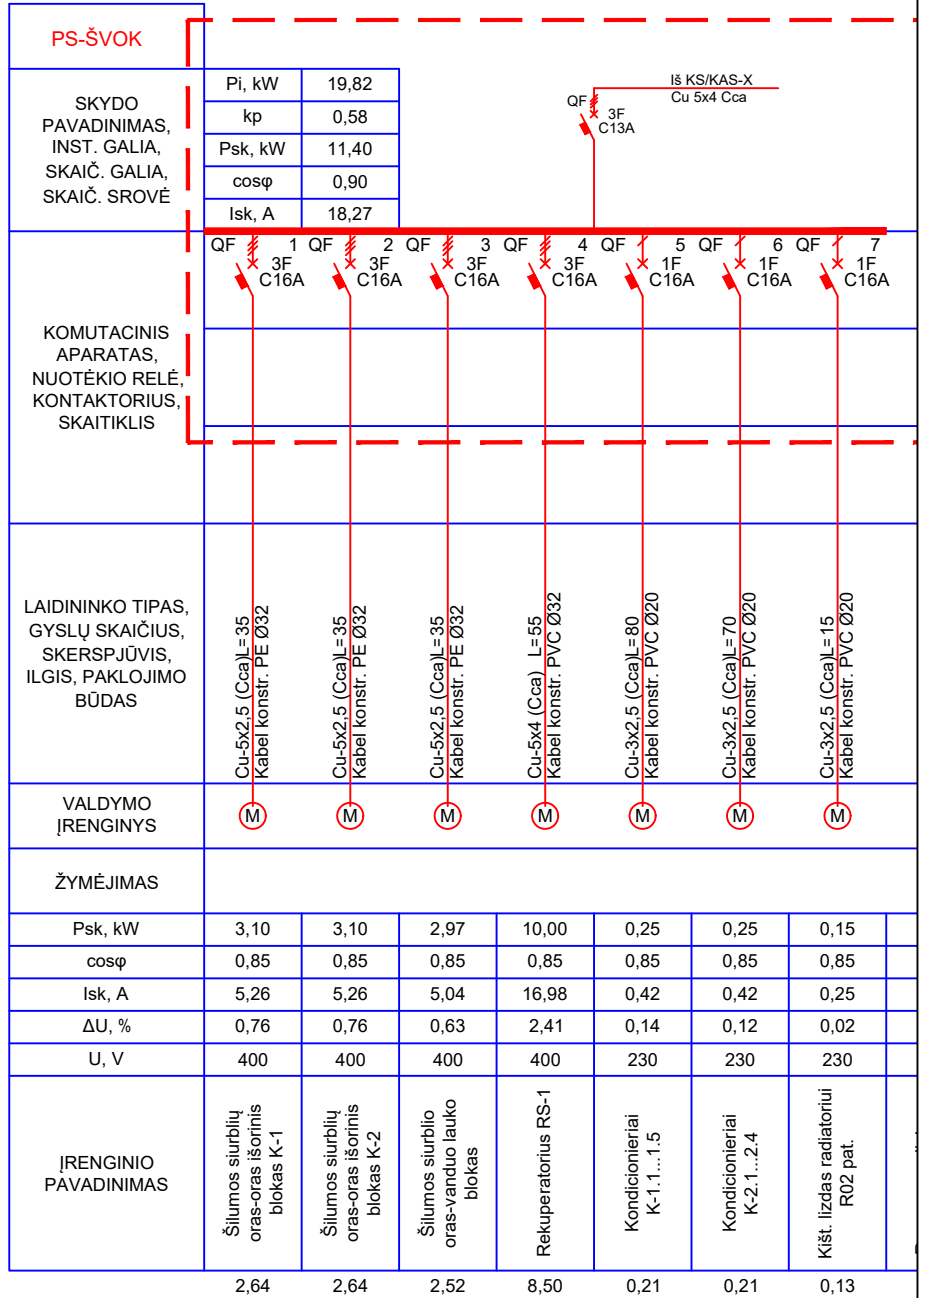 PS-ŠVOK
SKYDO
PAVADINIMAS,
INST. GALIA,
SKAIČ. GALIA,
SKAIČ. SROVĖ
Pi, kW 19,82
kp 0,58
Psk, kW 11,40
cosφ 0,90
Isk, A 18,27
Iš KS/KAS-X
Cu 5x4 Cca
QF
3F
C13A
QF 1 QF 2 QF 3 QF 4 QF 5 QF 6 QF 7
3F 3F 3F 3F 1F 1F 1F
C16A C16A C16A C16A C16A C16A C16A
KOMUTACINIS
APARATAS,
NUOTĖKIO RELĖ,
KONTAKTORIUS,
SKAITIKLIS
LAIDININKO TIPAS,
GYSLŲ SKAIČIUS,
SKERSPJŪVIS,
ILGIS, PAKLOJIMO
BŪDAS
Cu-5x2,5 (Cca)L=35
Kabel konstr. PE Ø32
Cu-5x2,5 (Cca)L=35
Kabel konstr. PE Ø32
Cu-5x2,5 (Cca)L=35
Kabel konstr. PE Ø32
Cu-5x4 (Cca) L=55
Kabel konstr. PVC Ø32
Cu-3x2,5 (Cca)L=80
Kabel konstr. PVC Ø20
Cu-3x2,5 (Cca)L=70
Kabel konstr. PVC Ø20
Cu-3x2,5 (Cca)L=15
Kabel konstr. PVC Ø20
VALDYMO
ĮRENGINYS
M M M M M M M
ŽYMĖJIMAS
Psk, kW 3,10 3,10 2,97 10,00 0,25 0,25 0,15
cosφ 0,85 0,85 0,85 0,85 0,85 0,85 0,85
Isk, A 5,26 5,26 5,04 16,98 0,42 0,42 0,25
ΔU, % 0,76 0,76 0,63 2,41 0,14 0,12 0,02
U, V 400 400 400 400 230 230 230
ĮRENGINIO
PAVADINIMAS
Šilumos siurblių
oras-oras išorinis
blokas K-1
Šilumos siurblių
oras-oras išorinis
blokas K-2
Šilumos siurblio
oras-vanduo lauko
blokas
Rekuperatorius RS-1
Kondicionieriai
K-1.1...1.5
Kondicionieriai
K-2.1...2.4
Kišt. lizdas radiatoriui
R02 pat.
2,64 2,64 2,52 8,50 0,21 0,21 0,13